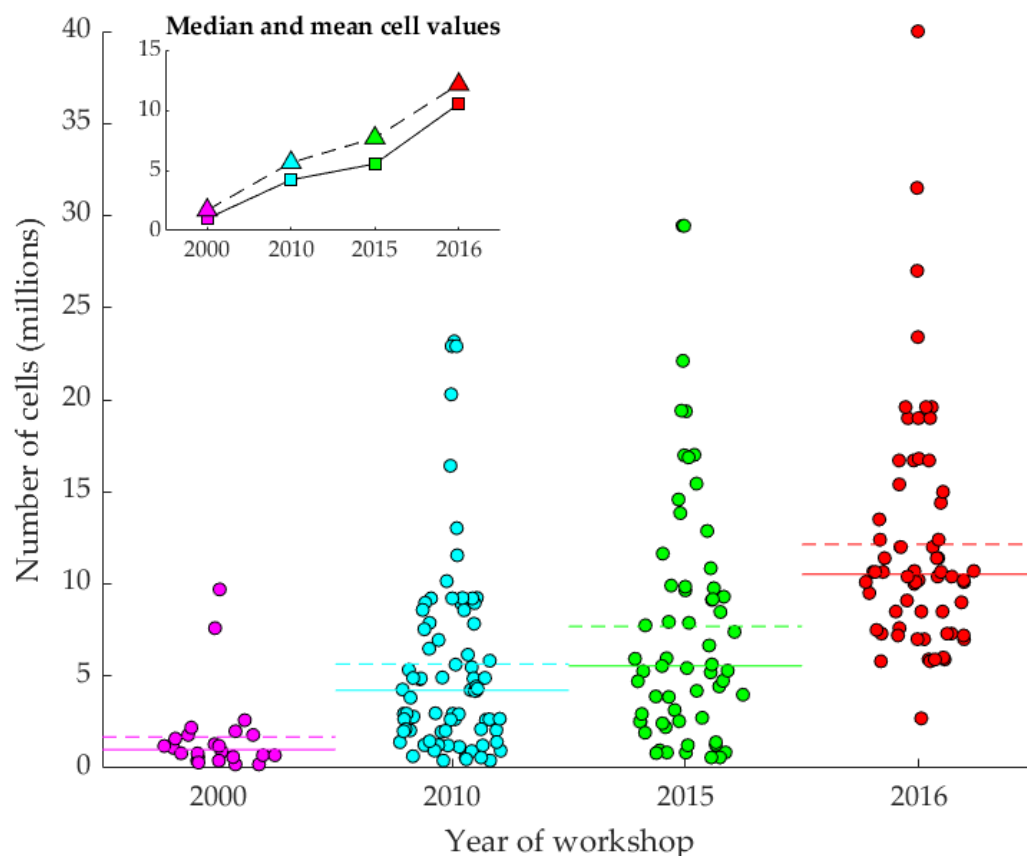 Median and mean cell values
15
10
5
0
2000 2010 2015 2016
40
35
30
25
20
15
10
5
0
Number of cells (millions)
2000 2010 2015 2016
Year of workshop